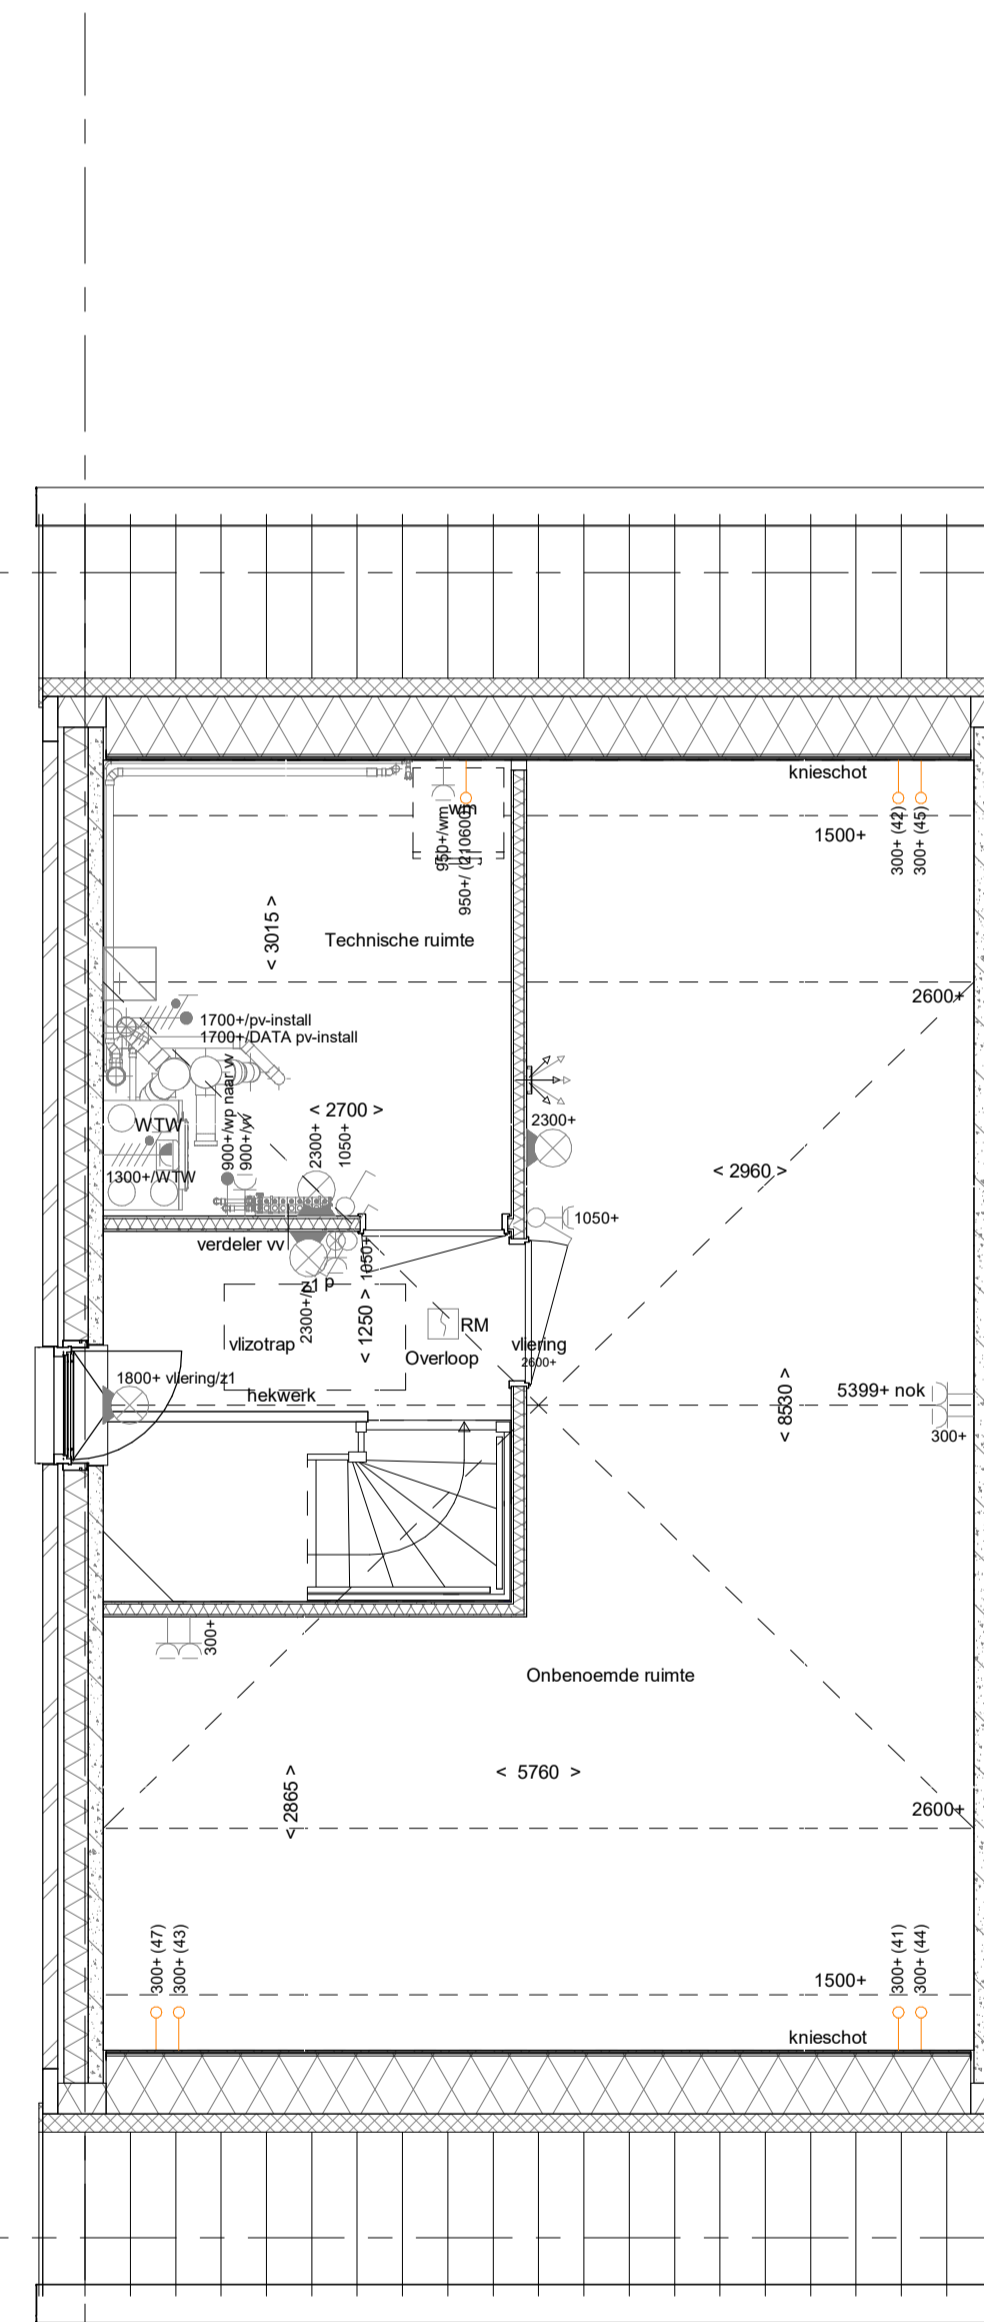 knieschot
1500+
300+ (42)
300+ (45)
wm
950+/wm
< 3015 >
Technische ruimte
2600+
1700+/pv-install
1700+/DATA pv-install
900+/wp naar vv
900+/vv
< 2700 >
2300+
1050+
2300+
WTW
1300+/WTW
< 2960 >
1050+
verdeler vv
z1 p
1050+
< 1250 >
vlizotrap
RM
Overloop
vliering
2600+
1800+ vliering/z1
hekwerk
< 8530 >
5399+ nok
300+
300+
Onbenoemde ruimte
< 2865 >
< 5760 >
2600+
300+ (47)
300+ (43)
1500+
300+ (41)
300+ (44)
knieschot